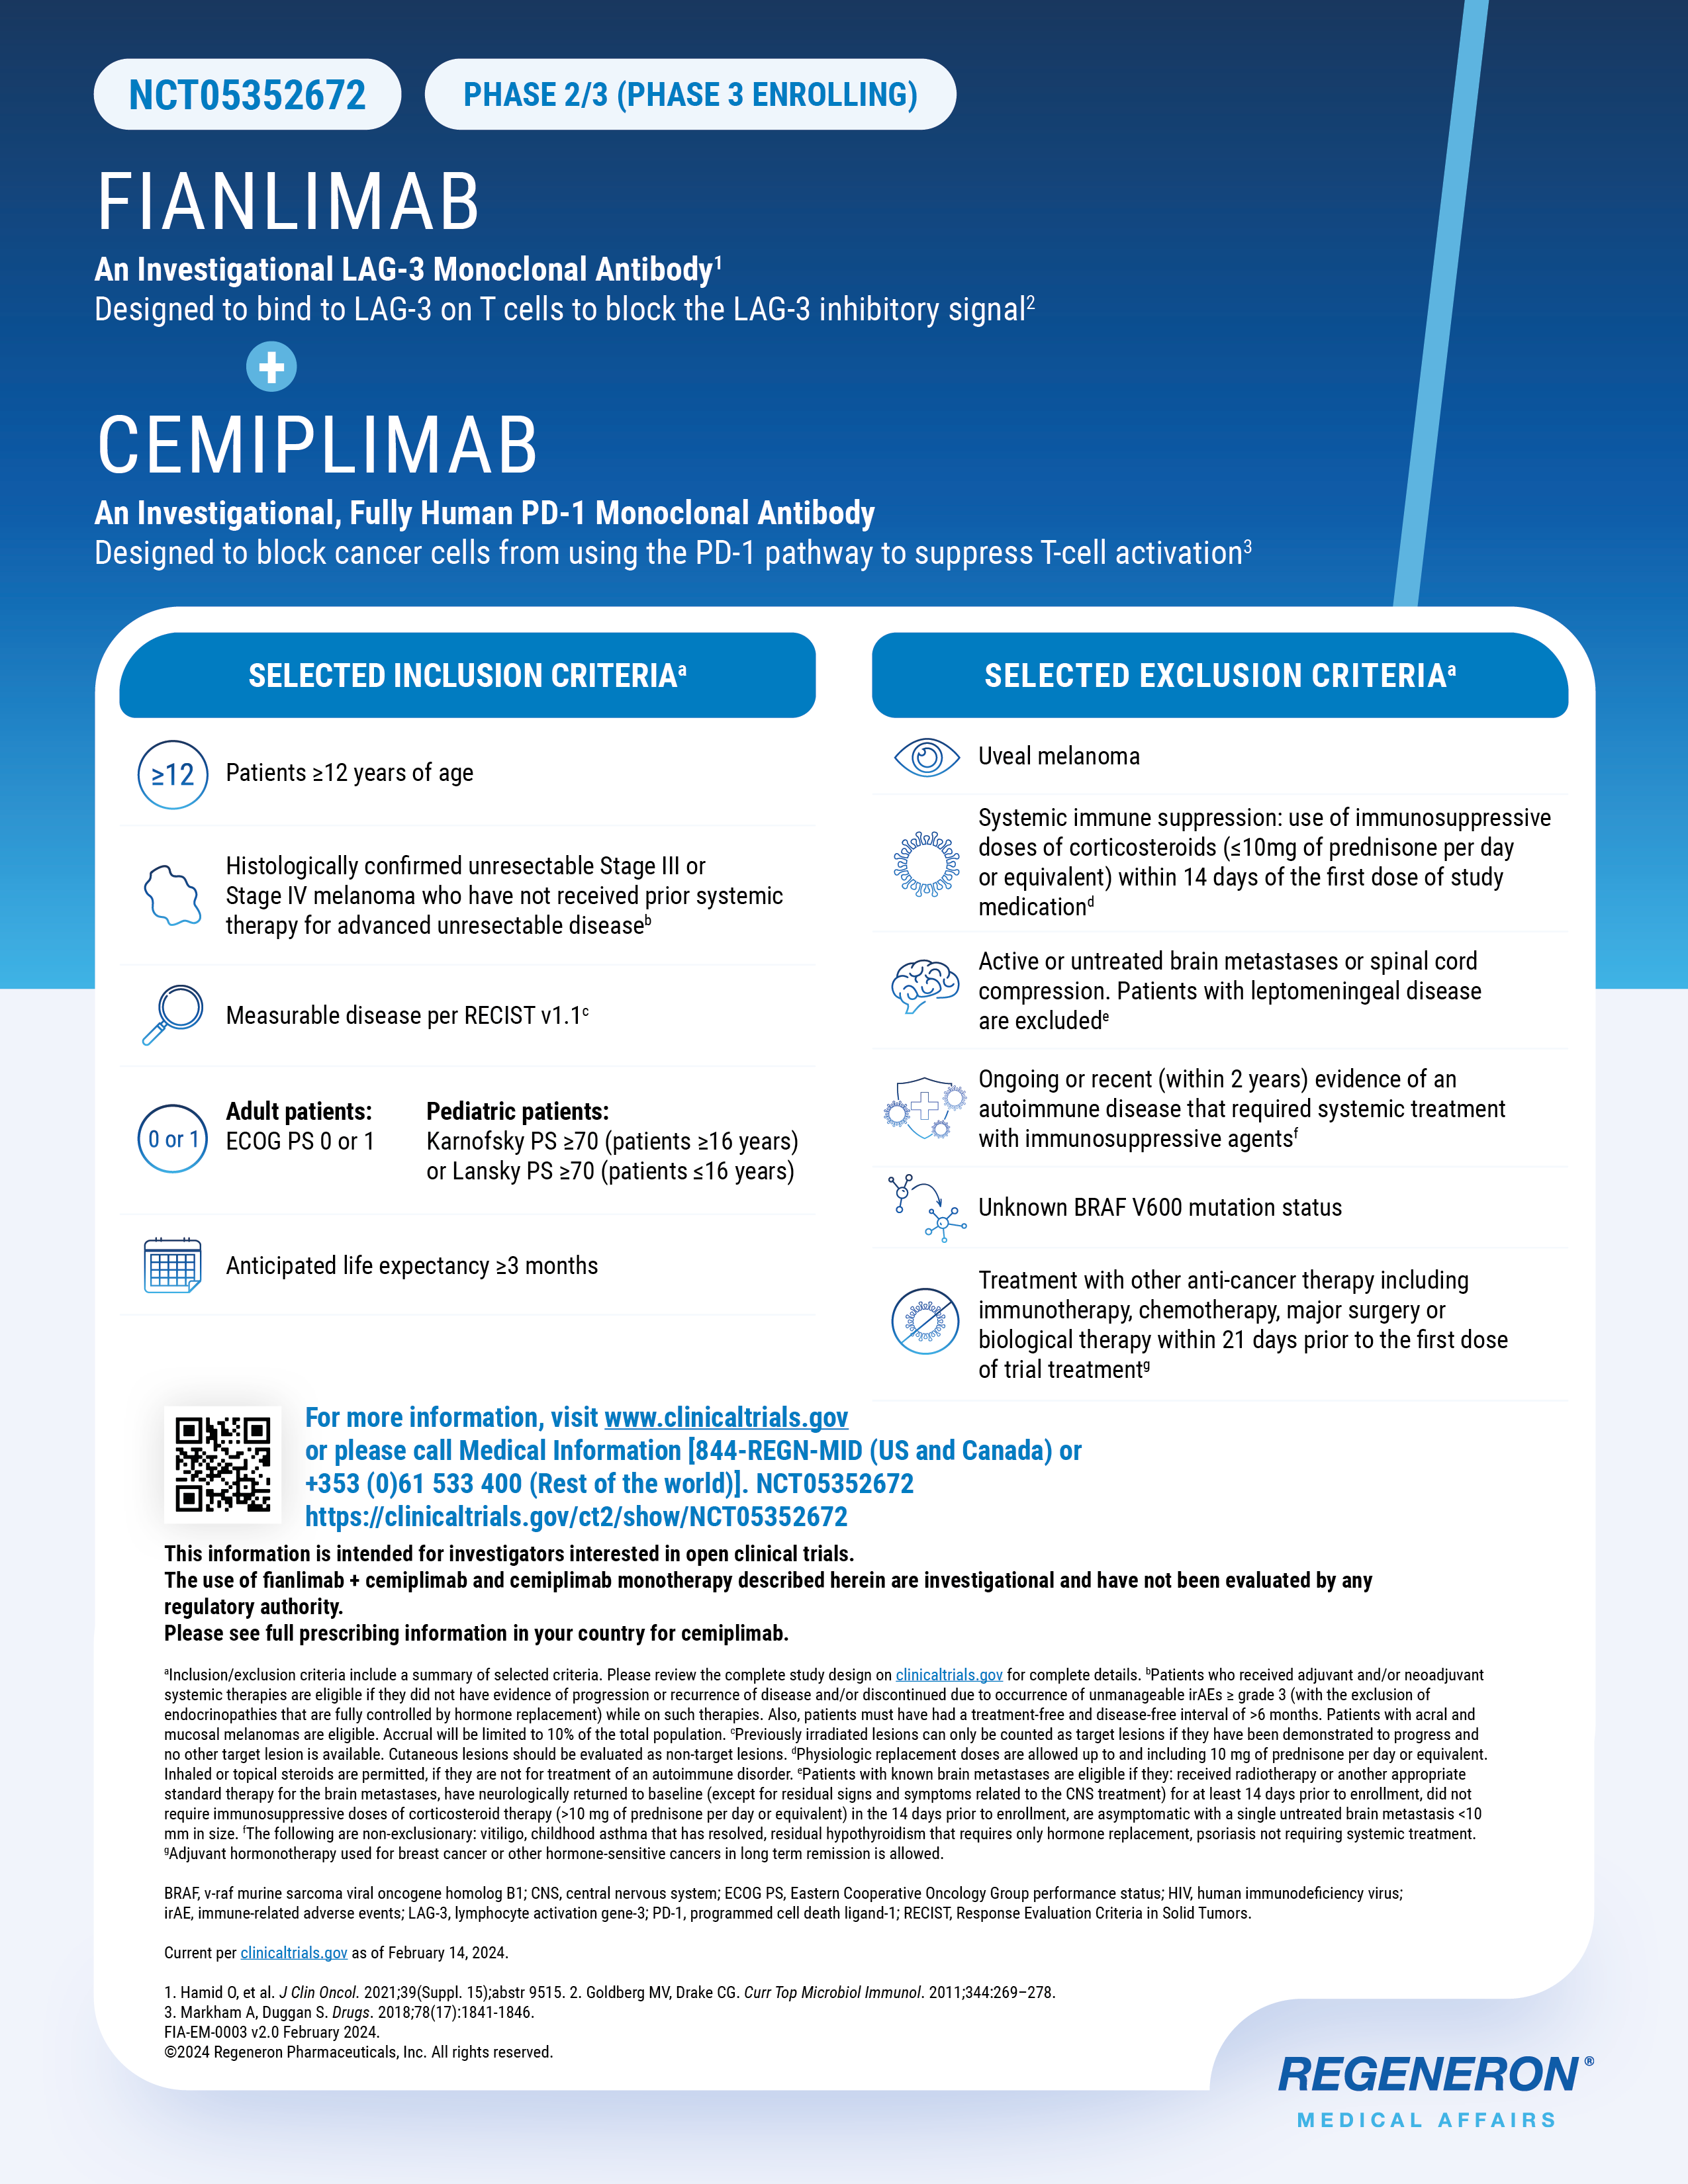 NCT05352672
PHASE 2/3 (PHASE 3 ENROLLING)
FIANLIMAB
An Investigational LAG-3 Monoclonal Antibody¹
Designed to bind to LAG-3 on T cells to block the LAG-3 inhibitory signal²
CEMIPLIMAB
An Investigational, Fully Human PD-1 Monoclonal Antibody
Designed to block cancer cells from using the PD-1 pathway to suppress T-cell activation³
SELECTED INCLUSION CRITERIAᵃ
≥12
Patients ≥12 years of age
Histologically confirmed unresectable Stage III or
Stage IV melanoma who have not received prior systemic
therapy for advanced unresectable diseaseᵇ
Measurable disease per RECIST v1.1ᶜ
0 or 1
Adult patients:
ECOG PS 0 or 1
Pediatric patients:
Karnofsky PS ≥70 (patients ≥16 years)
or Lansky PS ≥70 (patients ≤16 years)
Anticipated life expectancy ≥3 months
SELECTED EXCLUSION CRITERIAᵃ
Uveal melanoma
Systemic immune suppression: use of immunosuppressive
doses of corticosteroids (≤10mg of prednisone per day
or equivalent) within 14 days of the first dose of study
medicationᵈ
Active or untreated brain metastases or spinal cord
compression. Patients with leptomeningeal disease
are excludedᵉ
Ongoing or recent (within 2 years) evidence of an
autoimmune disease that required systemic treatment
with immunosuppressive agentsᶠ
Unknown BRAF V600 mutation status
Treatment with other anti-cancer therapy including
immunotherapy, chemotherapy, major surgery or
biological therapy within 21 days prior to the first dose
of trial treatmentᵍ
For more information, visit www.clinicaltrials.gov
or please call Medical Information [844-REGN-MID (US and Canada) or
+353 (0)61 533 400 (Rest of the world)]. NCT05352672
https://clinicaltrials.gov/ct2/show/NCT05352672
This information is intended for investigators interested in open clinical trials.
The use of fianlimab + cemiplimab and cemiplimab monotherapy described herein are investigational and have not been evaluated by any
regulatory authority.
Please see full prescribing information in your country for cemiplimab.
ᵃInclusion/exclusion criteria include a summary of selected criteria. Please review the complete study design on clinicaltrials.gov for complete details. ᵇPatients who received adjuvant and/or neoadjuvant
systemic therapies are eligible if they did not have evidence of progression or recurrence of disease and/or discontinued due to occurrence of unmanageable irAEs ≥ grade 3 (with the exclusion of
endocrinopathies that are fully controlled by hormone replacement) while on such therapies. Also, patients must have had a treatment-free and disease-free interval of >6 months. Patients with acral and
mucosal melanomas are eligible. Accrual will be limited to 10% of the total population. ᶜPreviously irradiated lesions can only be counted as target lesions if they have been demonstrated to progress and
no other target lesion is available. Cutaneous lesions should be evaluated as non-target lesions. ᵈPhysiologic replacement doses are allowed up to and including 10 mg of prednisone per day or equivalent.
Inhaled or topical steroids are permitted, if they are not for treatment of an autoimmune disorder. ᵉPatients with known brain metastases are eligible if they: received radiotherapy or another appropriate
standard therapy for the brain metastases, have neurologically returned to baseline (except for residual signs and symptoms related to the CNS treatment) for at least 14 days prior to enrollment, did not
require immunosuppressive doses of corticosteroid therapy (>10 mg of prednisone per day or equivalent) in the 14 days prior to enrollment, are asymptomatic with a single untreated brain metastasis <10
mm in size. ᶠThe following are non-exclusionary: vitiligo, childhood asthma that has resolved, residual hypothyroidism that requires only hormone replacement, psoriasis not requiring systemic treatment.
ᵍAdjuvant hormonotherapy used for breast cancer or other hormone-sensitive cancers in long term remission is allowed.
BRAF, v-raf murine sarcoma viral oncogene homolog B1; CNS, central nervous system; ECOG PS, Eastern Cooperative Oncology Group performance status; HIV, human immunodeficiency virus;
irAE, immune-related adverse events; LAG-3, lymphocyte activation gene-3; PD-1, programmed cell death ligand-1; RECIST, Response Evaluation Criteria in Solid Tumors.
Current per clinicaltrials.gov as of February 14, 2024.
1. Hamid O, et al. J Clin Oncol. 2021;39(Suppl. 15);abstr 9515. 2. Goldberg MV, Drake CG. Curr Top Microbiol Immunol. 2011;344:269–278.
3. Markham A, Duggan S. Drugs. 2018;78(17):1841-1846.
FIA-EM-0003 v2.0 February 2024.
©2024 Regeneron Pharmaceuticals, Inc. All rights reserved.
REGENERON®
MEDICAL AFFAIRS